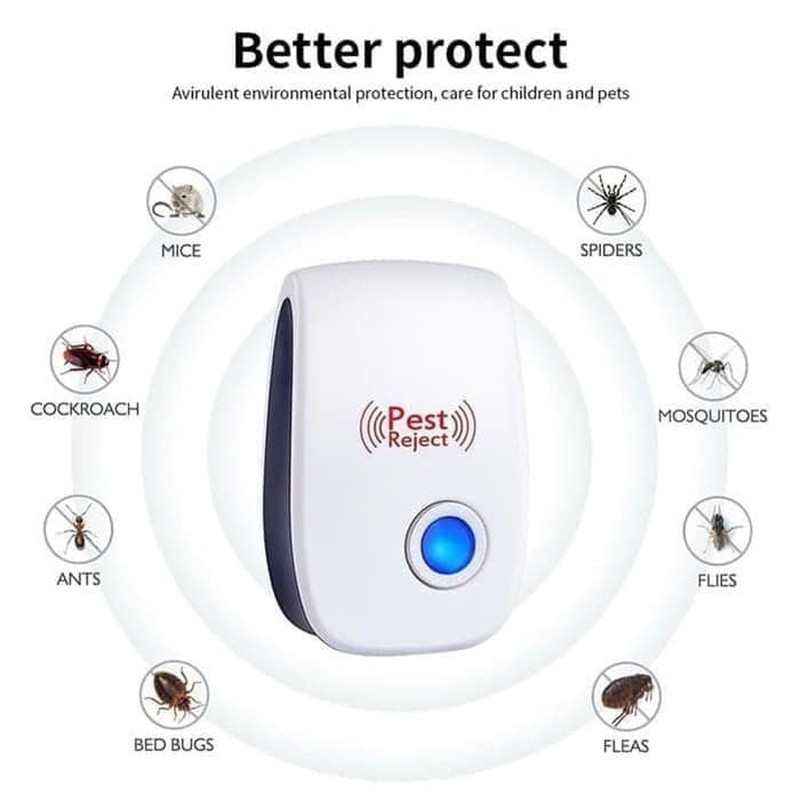 Better protect
Avirulent environmental protection, care for children and pets
MICE
SPIDERS
COCKROACH
MOSQUITOES
Pest
Reject
ANTS
FLIES
BED BUGS
FLEAS